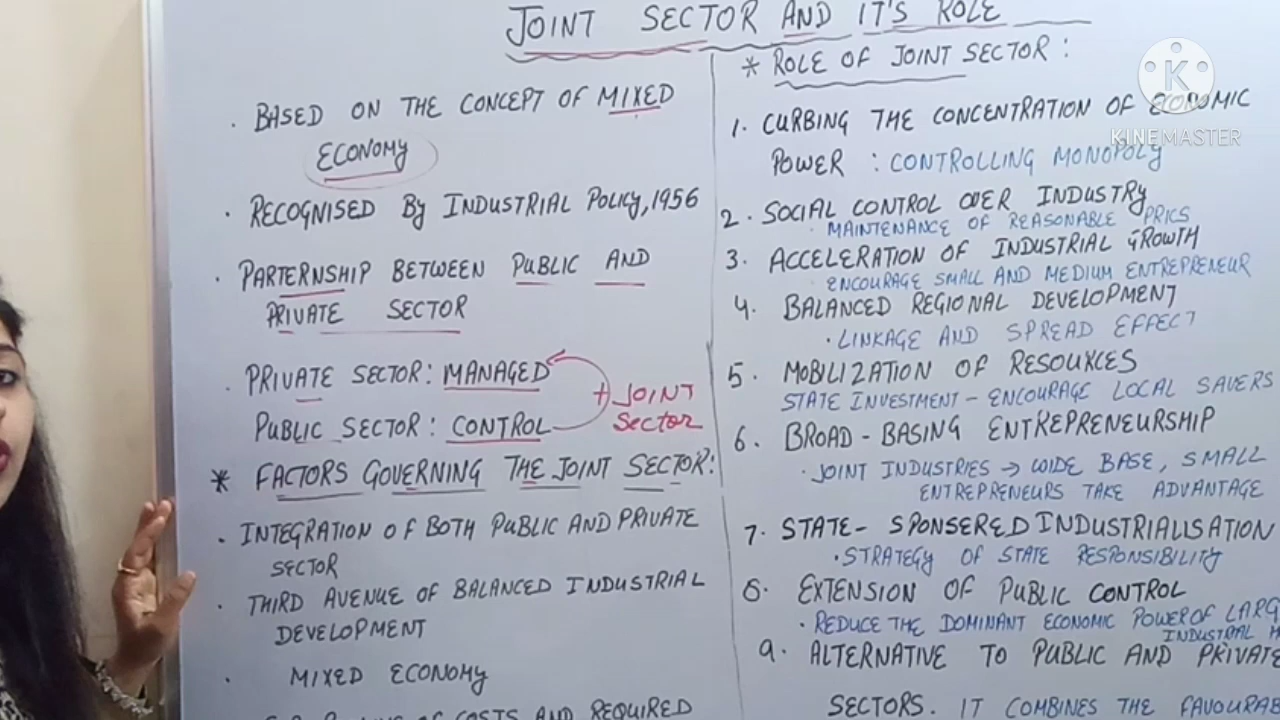 JOINT SECTOR AND IT'S ROLE
. BASED ON THE CONCEPT OF MIXED
ECONOMY
. RECOGNISED By INDUSTRIAL POLICY, 1956
. PARTERNSHIP BETWEEN PUBLIC AND
PRIVATE SECTOR
. PRIVATE SECTOR: MANAGED
PUBLIC SECTOR: CONTROL
+ JOINT
Sector
* FACTORS GOVERNING THE JOINT SECTOR:
. INTEGRATION OF BOTH PUBLIC AND PRIVATE
SECTOR
. THIRD AVENUE OF BALANCED INDUSTRIAL
DEVELOPMENT
. MIXED ECONOMY
OF COSTS AND REQUIRED
* ROLE OF JOINT SECTOR:
1. CURBING THE CONCENTRATION OF ECONOMIC
POWER : CONTROLLING MONOPOLY
2. SOCIAL CONTROL OVER INDUSTRY
. MAINTENANCE OF REASONABLE PRICS
3. ACCELERATION OF INDUSTRIAL GROWTH
. ENCOURAGE SMALL AND MEDIUM ENTREPRENEUR
4. BALANCED REGIONAL DEVELOPMENT
. LINKAGE AND SPREAD EFFECT
5. MOBILIZATION OF RESOURCES
STATE INVESTMENT - ENCOURAGE LOCAL SAVERS
6. BROAD-BASING ENTREPRENEURSHIP
. JOINT INDUSTRIES → WIDE BASE, SMALL
ENTREPRENEURS TAKE ADVANTAGE
7. STATE-SPONSERED INDUSTRIALISATION
. STRATEGY OF STATE RESPONSIBILITY
8. EXTENSION OF PUBLIC CONTROL
. REDUCE THE DOMINANT ECONOMIC POWER OF LARG
INDUSTRIAL H
9. ALTERNATIVE TO PUBLIC AND PRIVATE
SECTORS. IT COMBINES THE FAVOURAB
K
KINEMASTER